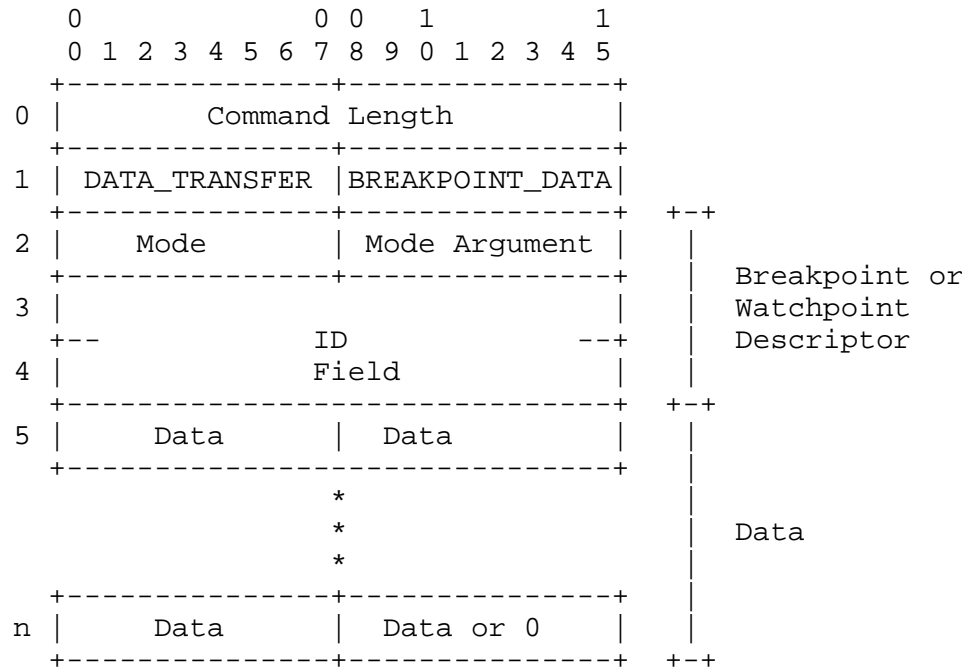 0 0 0 1 1
0 1 2 3 4 5 6 7 8 9 0 1 2 3 4 5
+---------------+---------------+
0 | Command Length |
+---------------+---------------+
1 | DATA_TRANSFER |BREAKPOINT_DATA|
+---------------+---------------+ +-+
2 | Mode | Mode Argument | |
+---------------+---------------+ | Breakpoint or
3 | | | Watchpoint
+-- ID --+ | Descriptor
4 | Field | |
+-------------------------------+ +-+
5 | Data | Data | |
+-------------------------------+ |
* |
* | Data
* |
+---------------+---------------+ |
n | Data | Data or 0 | |
+---------------+---------------+ +-+